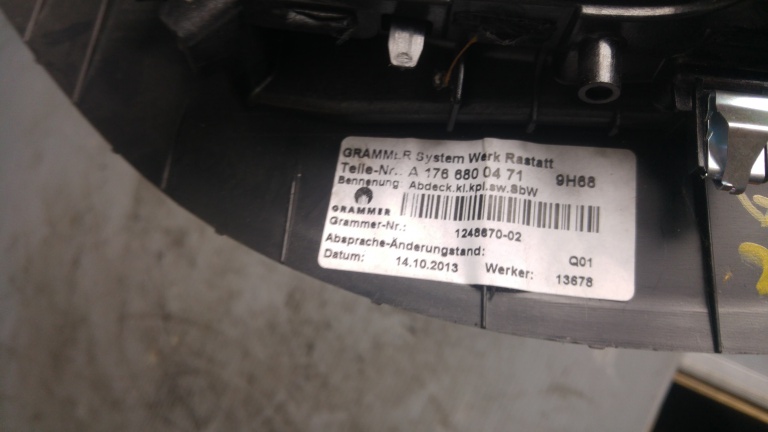 GRAMMER System Werk Rastatt
Teile-Nr.: A 176 680 04 71 9H68
Bennenung: Abdeck.kl.kpl.sw.SbW
GRAMMER
Grammer-Nr.: 1248670-02
Absprache-Änderungstand: Q01
Datum: 14.10.2013 Werker: 13678